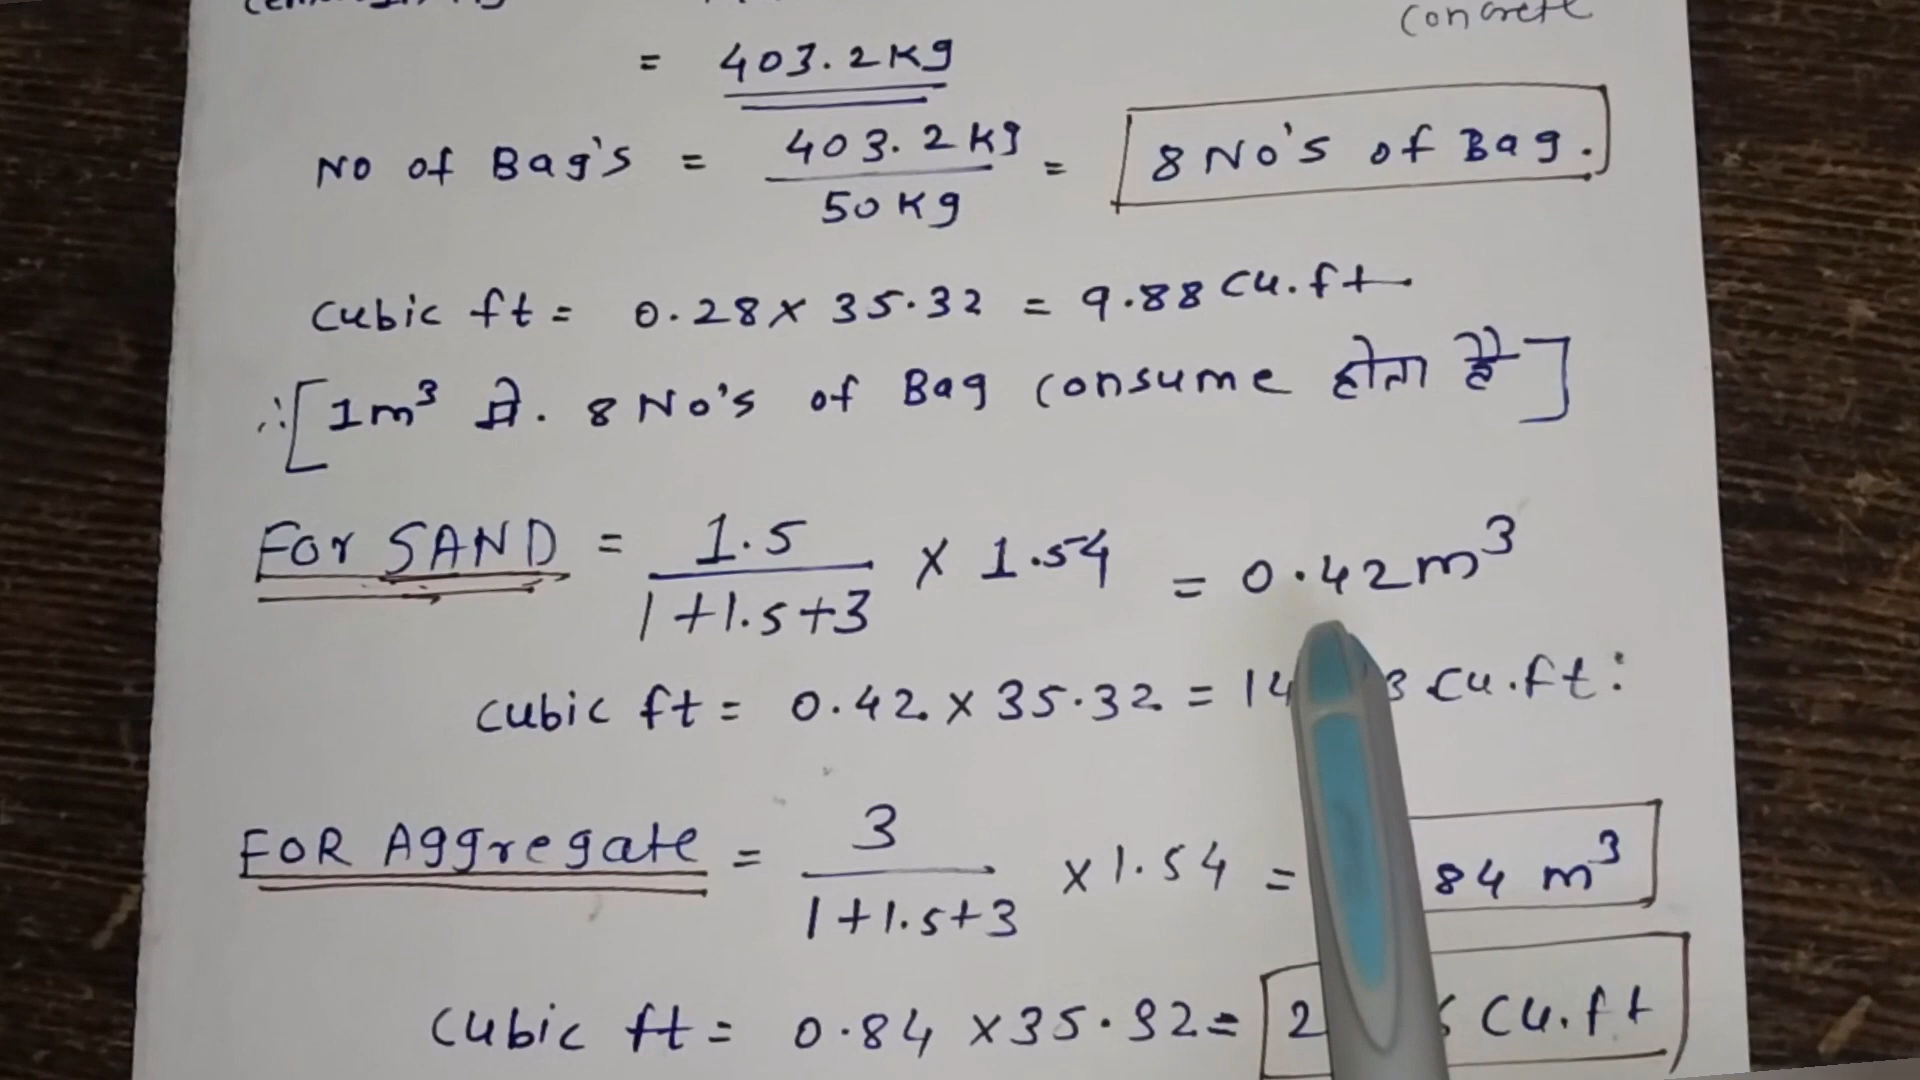 concrete
= 403.2 Kg
No of Bag's = 403.2 Kg / 50 Kg = 8 No's of Bag.
Cubic ft = 0.28 x 35.32 = 9.88 Cu.ft.
∴ [1m³ मे. 8 No's of Bag consume होता है]
For SAND = 1.5 / 1+1.5+3 x 1.54 = 0.42 m³
Cubic ft = 0.42 x 35.32 = 14 3 Cu.ft:
FOR Aggregate = 3 / 1+1.5+3 x 1.54 = 84 m³
Cubic ft = 0.84 x 35.32 = 2 Cu.ft